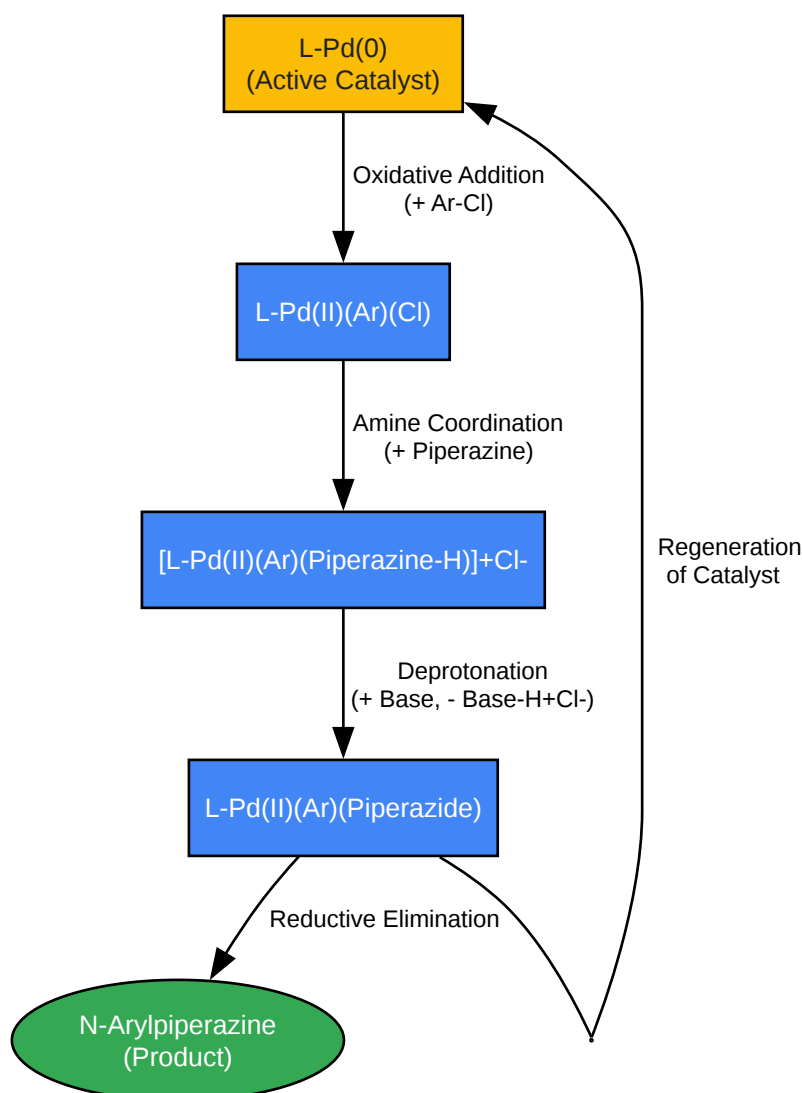 L-Pd(0)
(Active Catalyst)
Oxidative Addition
(+ Ar-Cl)
L-Pd(II)(Ar)(Cl)
Amine Coordination
(+ Piperazine)
[L-Pd(II)(Ar)(Piperazine-H)]+Cl-
Regeneration
of Catalyst
Deprotonation
(+ Base, - Base-H+Cl-)
L-Pd(II)(Ar)(Piperazide)
Reductive Elimination
N-Arylpiperazine
(Product)